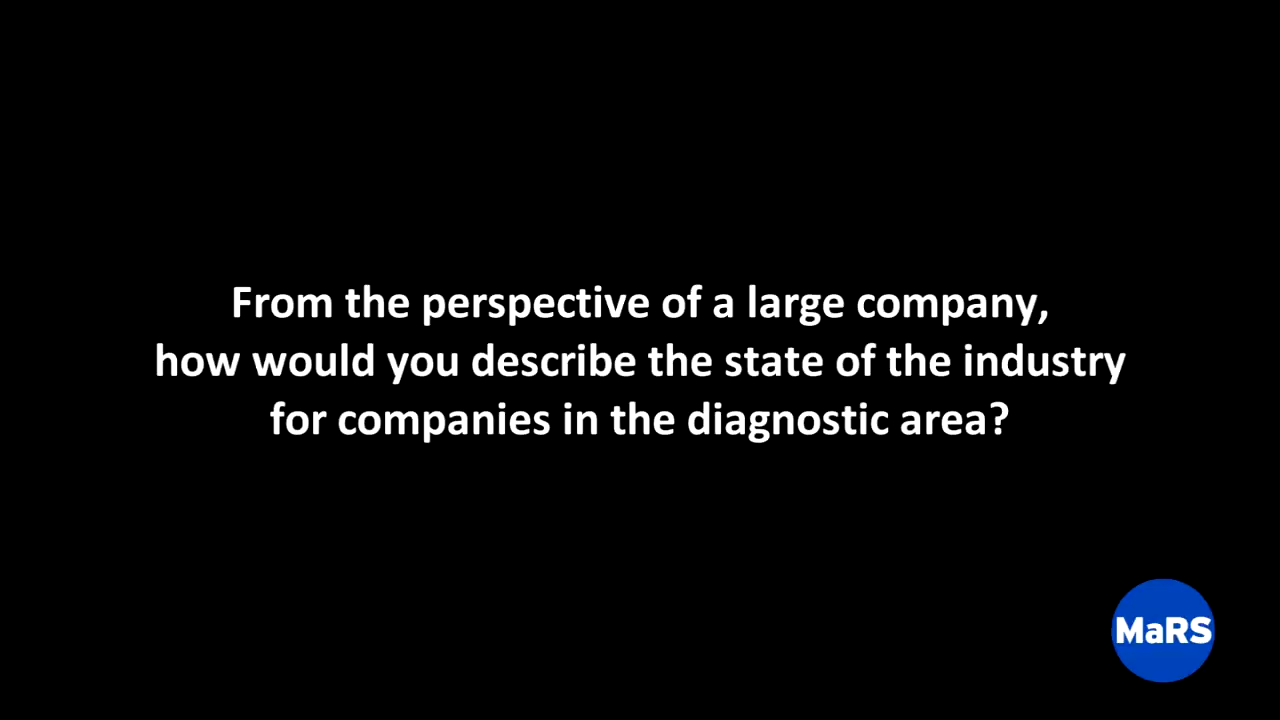 From the perspective of a large company,
how would you describe the state of the industry
for companies in the diagnostic area?
MaRS